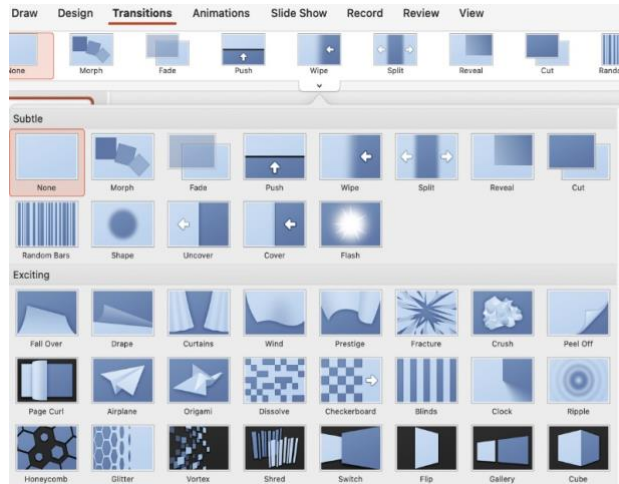 Draw Design Transitions Animations Slide Show Record Review View
None Morph Fade Push Wipe Split Reveal Cut
Subtle
None Morph Fade Push Wipe Split Reveal Cut
Random Bars Shape Uncover Cover Flash
Exciting
Fall Over Drape Curtains Wind Prestige Fracture Crush Peel Off
Page Curl Airplane Origami Dissolve Checkerboard Blinds Clock Ripple
Honeycomb Glitter Vortex Shred Switch Flip Gallery Cube